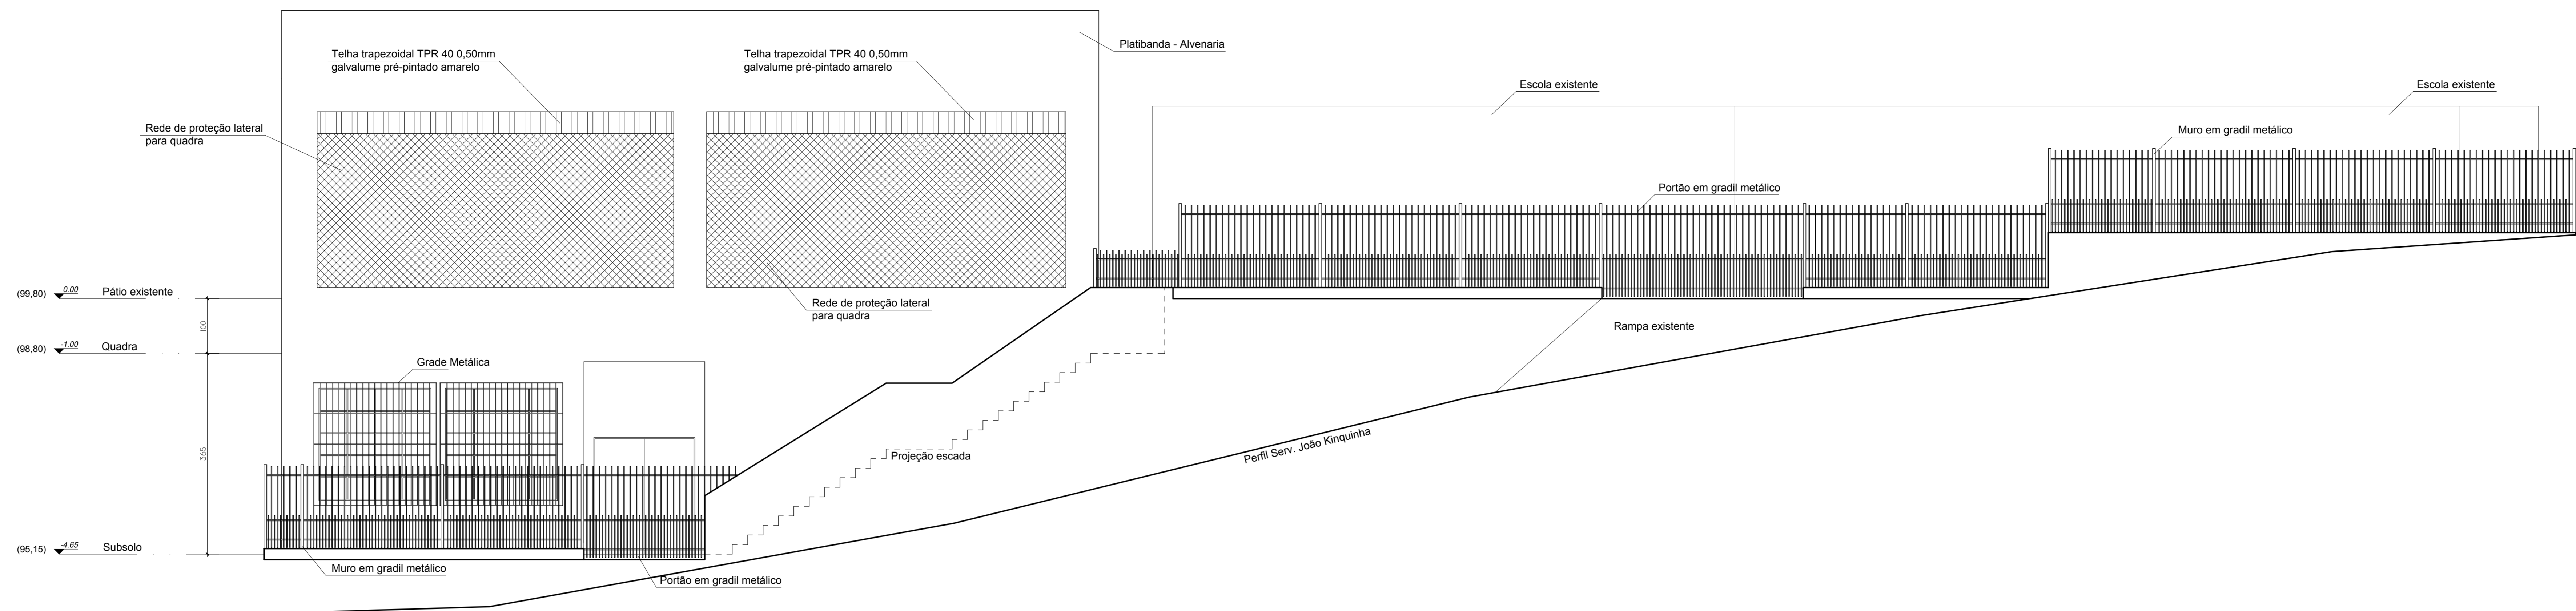 Platibanda - Alvenaria
Telha trapezoidal TPR 40 0,50mm
galvalume pré-pintado amarelo
Telha trapezoidal TPR 40 0,50mm
galvalume pré-pintado amarelo
Escola existente
Escola existente
Rede de proteção lateral
para quadra
Muro em gradil metálico
Portão em gradil metálico
(99,80) 0.00 Pátio existente
Rede de proteção lateral
para quadra
100
Rampa existente
(98,80) -1.00 Quadra
Grade Metálica
365
Projeção escada
Perfil Serv. João Kinquinha
(95,15) -4.65 Subsolo
Muro em gradil metálico
Portão em gradil metálico